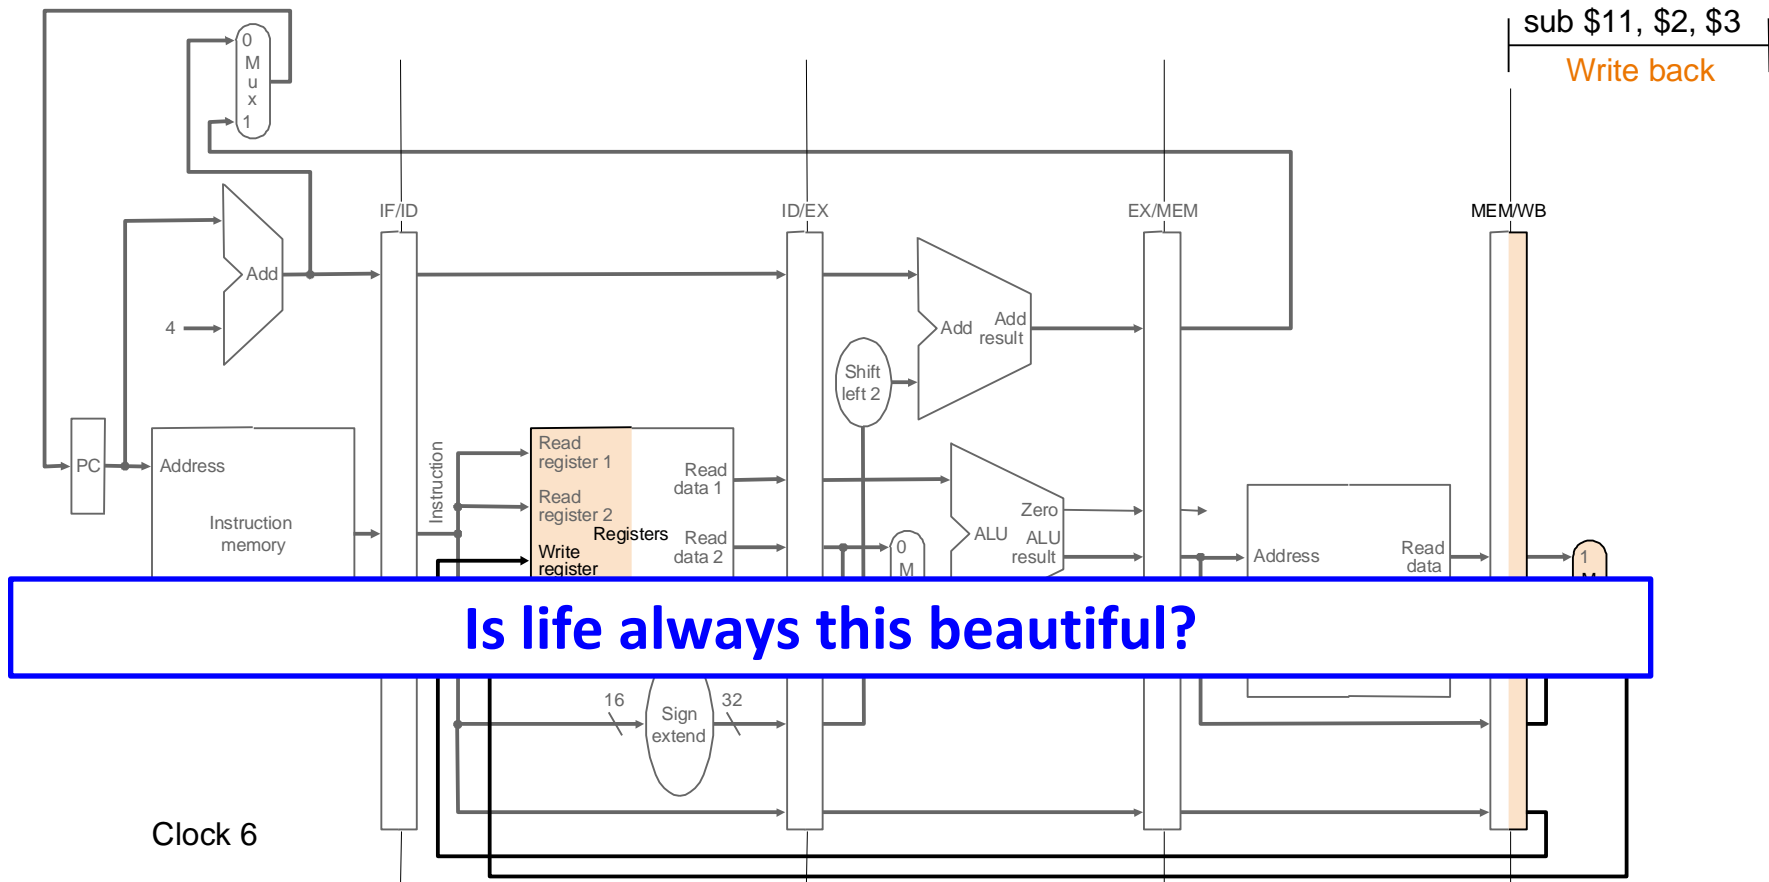 sub $11, $2, $3
Write back
0
M
u
x
1
IF/ID
ID/EX
EX/MEM
MEM/WB
Add
4
Add
Add
result
Shift
left 2
PC
Address
Instruction
memory
Instruction
Read
register 1
Read
register 2
Registers
Write
register
Read
data 1
Read
data 2
0
M
Zero
ALU
ALU
result
Address
Read
data
1
M
Is life always this beautiful?
16
Sign
extend
32
Clock 6